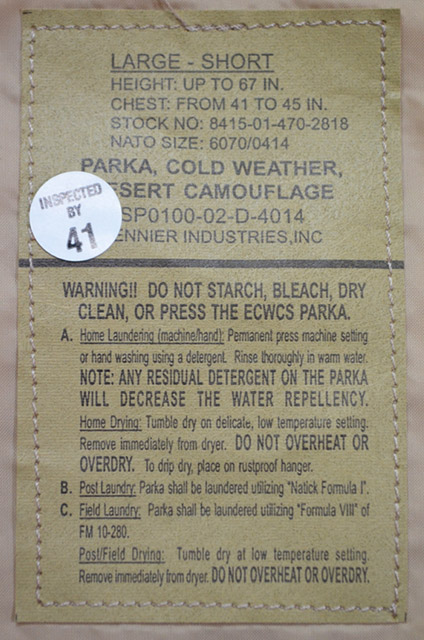 LARGE - SHORT
HEIGHT: UP TO 67 IN.
CHEST: FROM 41 TO 45 IN.
STOCK NO: 8415-01-470-2818
NATO SIZE: 6070/0414
PARKA, COLD WEATHER,
ESERT CAMOUFLAGE
SP0100-02-D-4014
ENNIER INDUSTRIES,INC
INSPECTED
BY
41
WARNING!! DO NOT STARCH, BLEACH, DRY
CLEAN, OR PRESS THE ECWCS PARKA.
A. Home Laundering (machine/hand): Permanent press machine setting
or hand washing using a detergent. Rinse thoroughly in warm water.
NOTE: ANY RESIDUAL DETERGENT ON THE PARKA
WILL DECREASE THE WATER REPELLENCY.
Home Drying: Tumble dry on delicate, low temperature setting.
Remove immediately from dryer. DO NOT OVERHEAT OR
OVERDRY. To drip dry, place on rustproof hanger.
B. Post Laundry: Parka shall be laundered utilizing "Natick Formula I".
C. Field Laundry: Parka shall be laundered utilizing "Formula VIII" of
FM 10-280.
Post/Field Drying: Tumble dry at low temperature setting.
Remove immediately from dryer. DO NOT OVERHEAT OR OVERDRY.